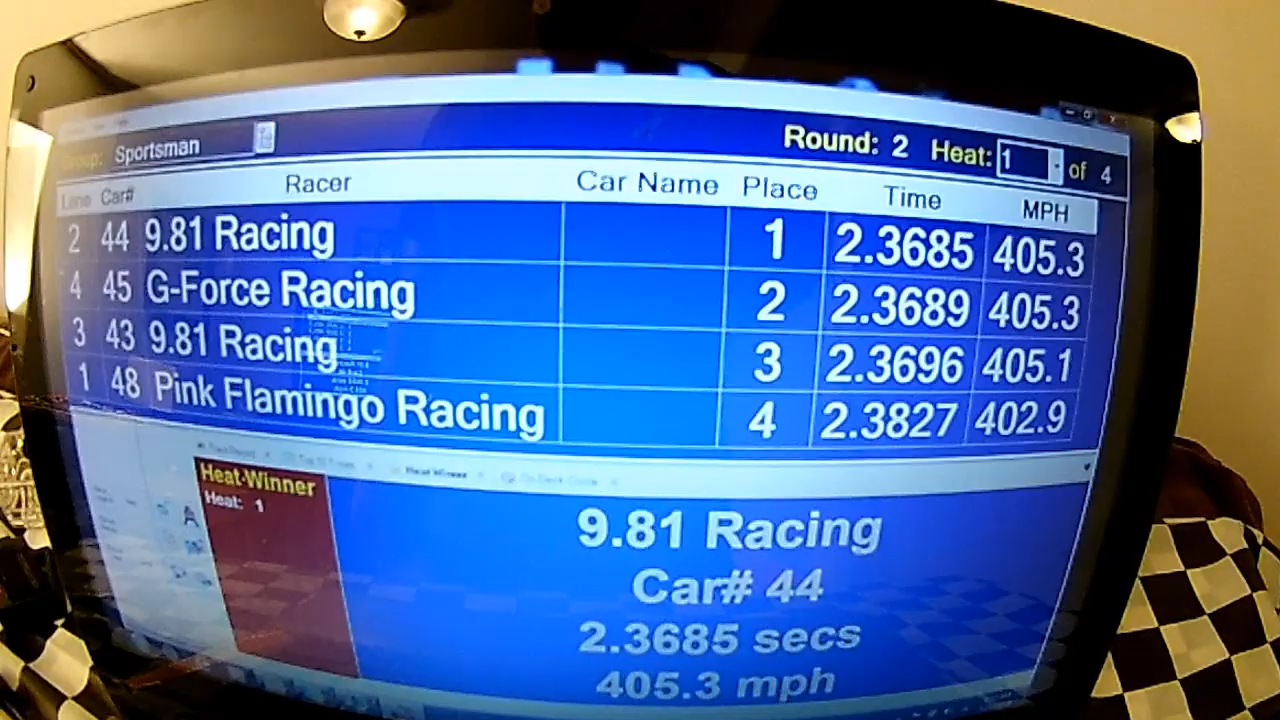 Group: Sportsman Round: 2 Heat: 1 of 4
Lane Car# Racer Car Name Place Time MPH
2 44 9.81 Racing 1 2.3685 405.3
4 45 G-Force Racing 2 2.3689 405.3
3 43 9.81 Racing 3 2.3696 405.1
1 48 Pink Flamingo Racing 4 2.3827 402.9
Heat Winner
Heat-Winner
Heat: 1
9.81 Racing
Car# 44
2.3685 secs
405.3 mph